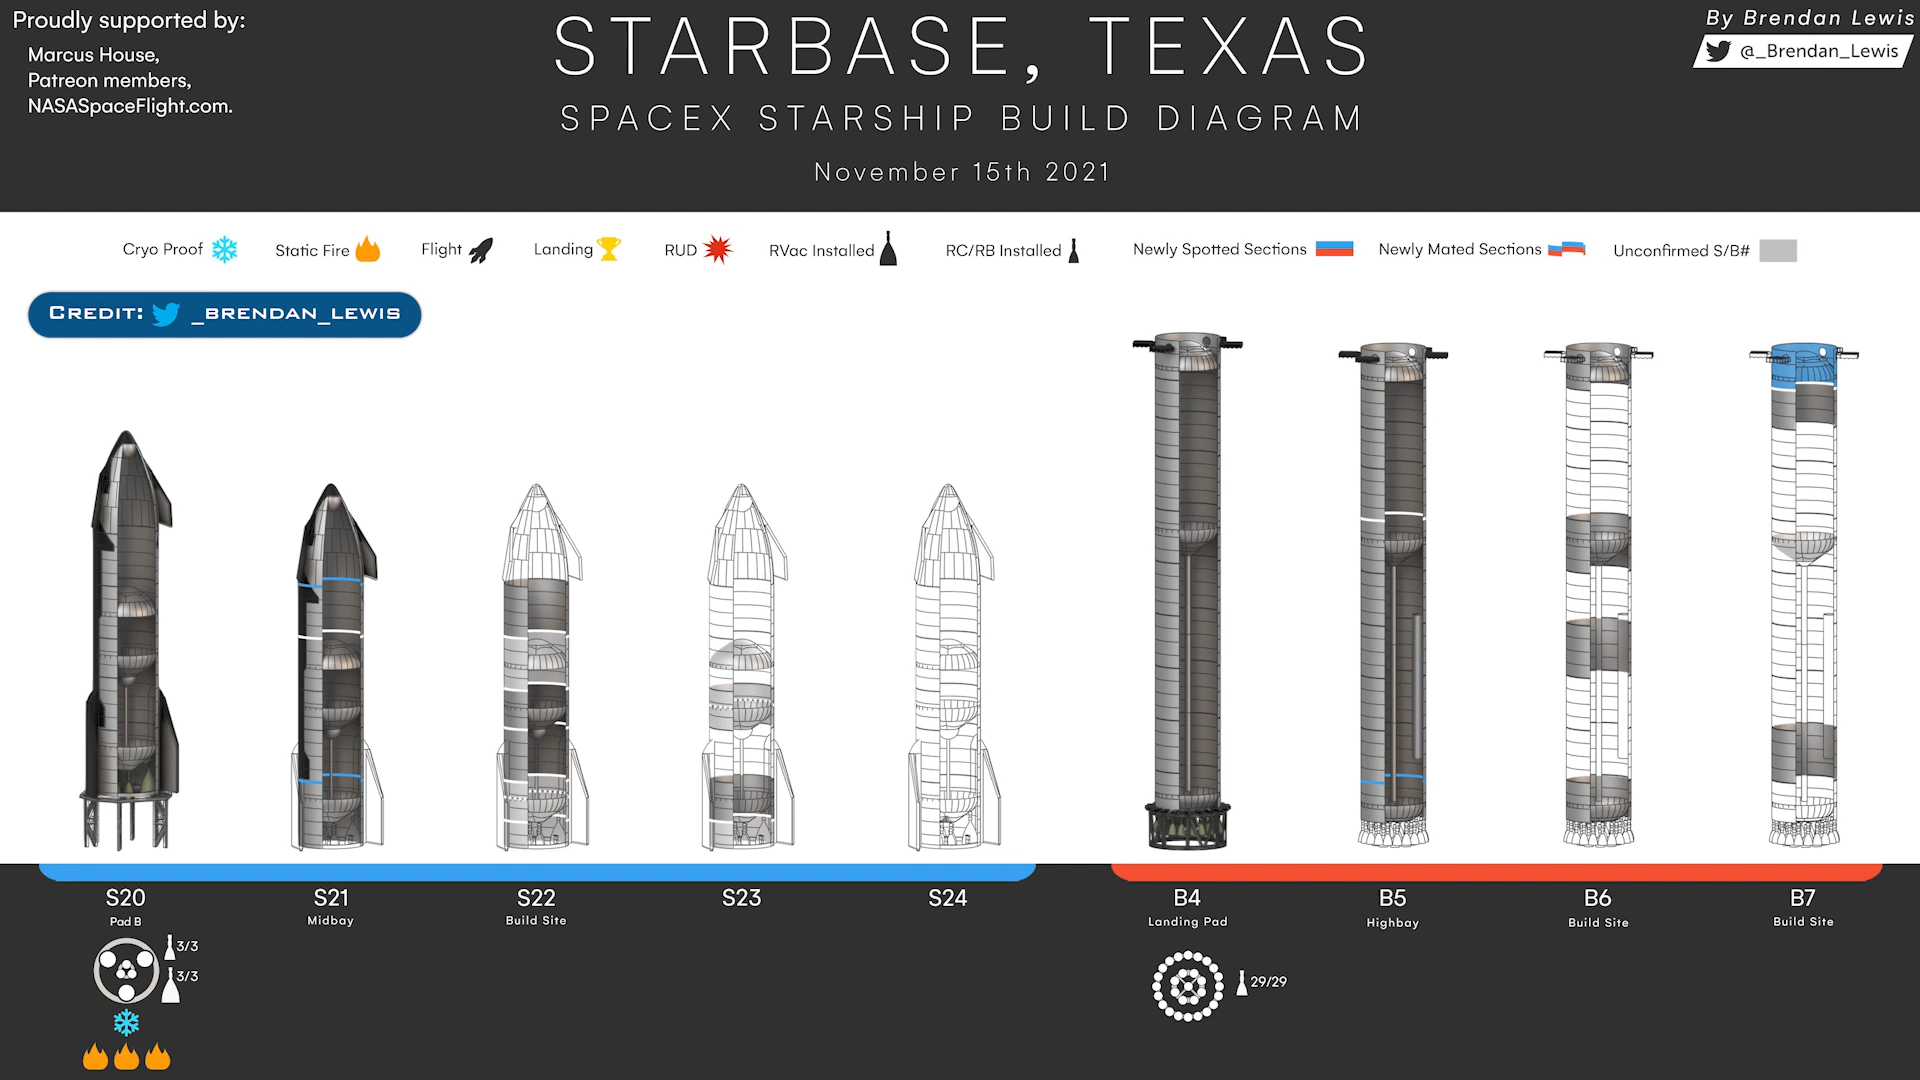 Proudly supported by:
Marcus House,
Patreon members,
NASASpaceFlight.com.
STARBASE, TEXAS
SPACEX STARSHIP BUILD DIAGRAM
November 15th 2021
By Brendan Lewis
@_Brendan_Lewis
Cryo Proof
Static Fire
Flight
Landing
RUD
RVac Installed
RC/RB Installed
Newly Spotted Sections
Newly Mated Sections
Unconfirmed S/B#
CREDIT: _BRENDAN_LEWIS
S20
Pad B
3/3
3/3
S21
Midbay
S22
Build Site
S23
S24
B4
Landing Pad
29/29
B5
Highbay
B6
Build Site
B7
Build Site